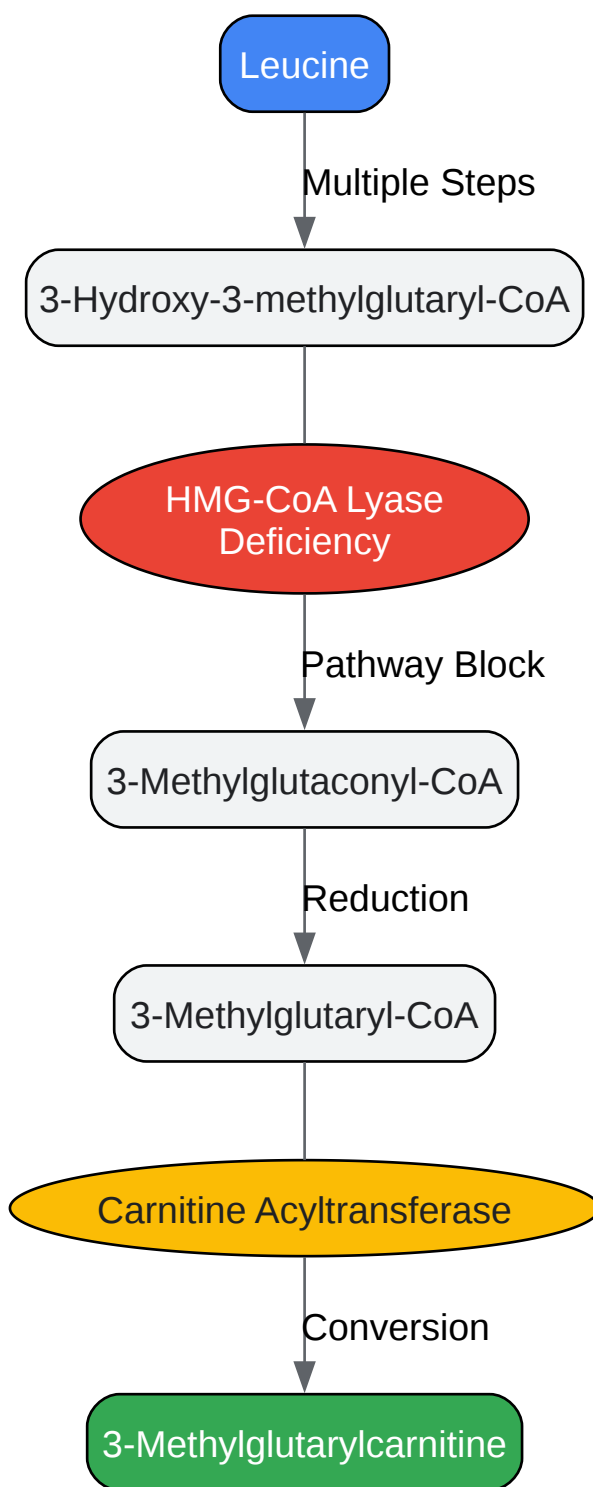 Leucine
Multiple Steps
3-Hydroxy-3-methylglutaryl-CoA
HMG-CoA Lyase
Deficiency
Pathway Block
3-Methylglutaconyl-CoA
Reduction
3-Methylglutaryl-CoA
Carnitine Acyltransferase
Conversion
3-Methylglutarylcarnitine